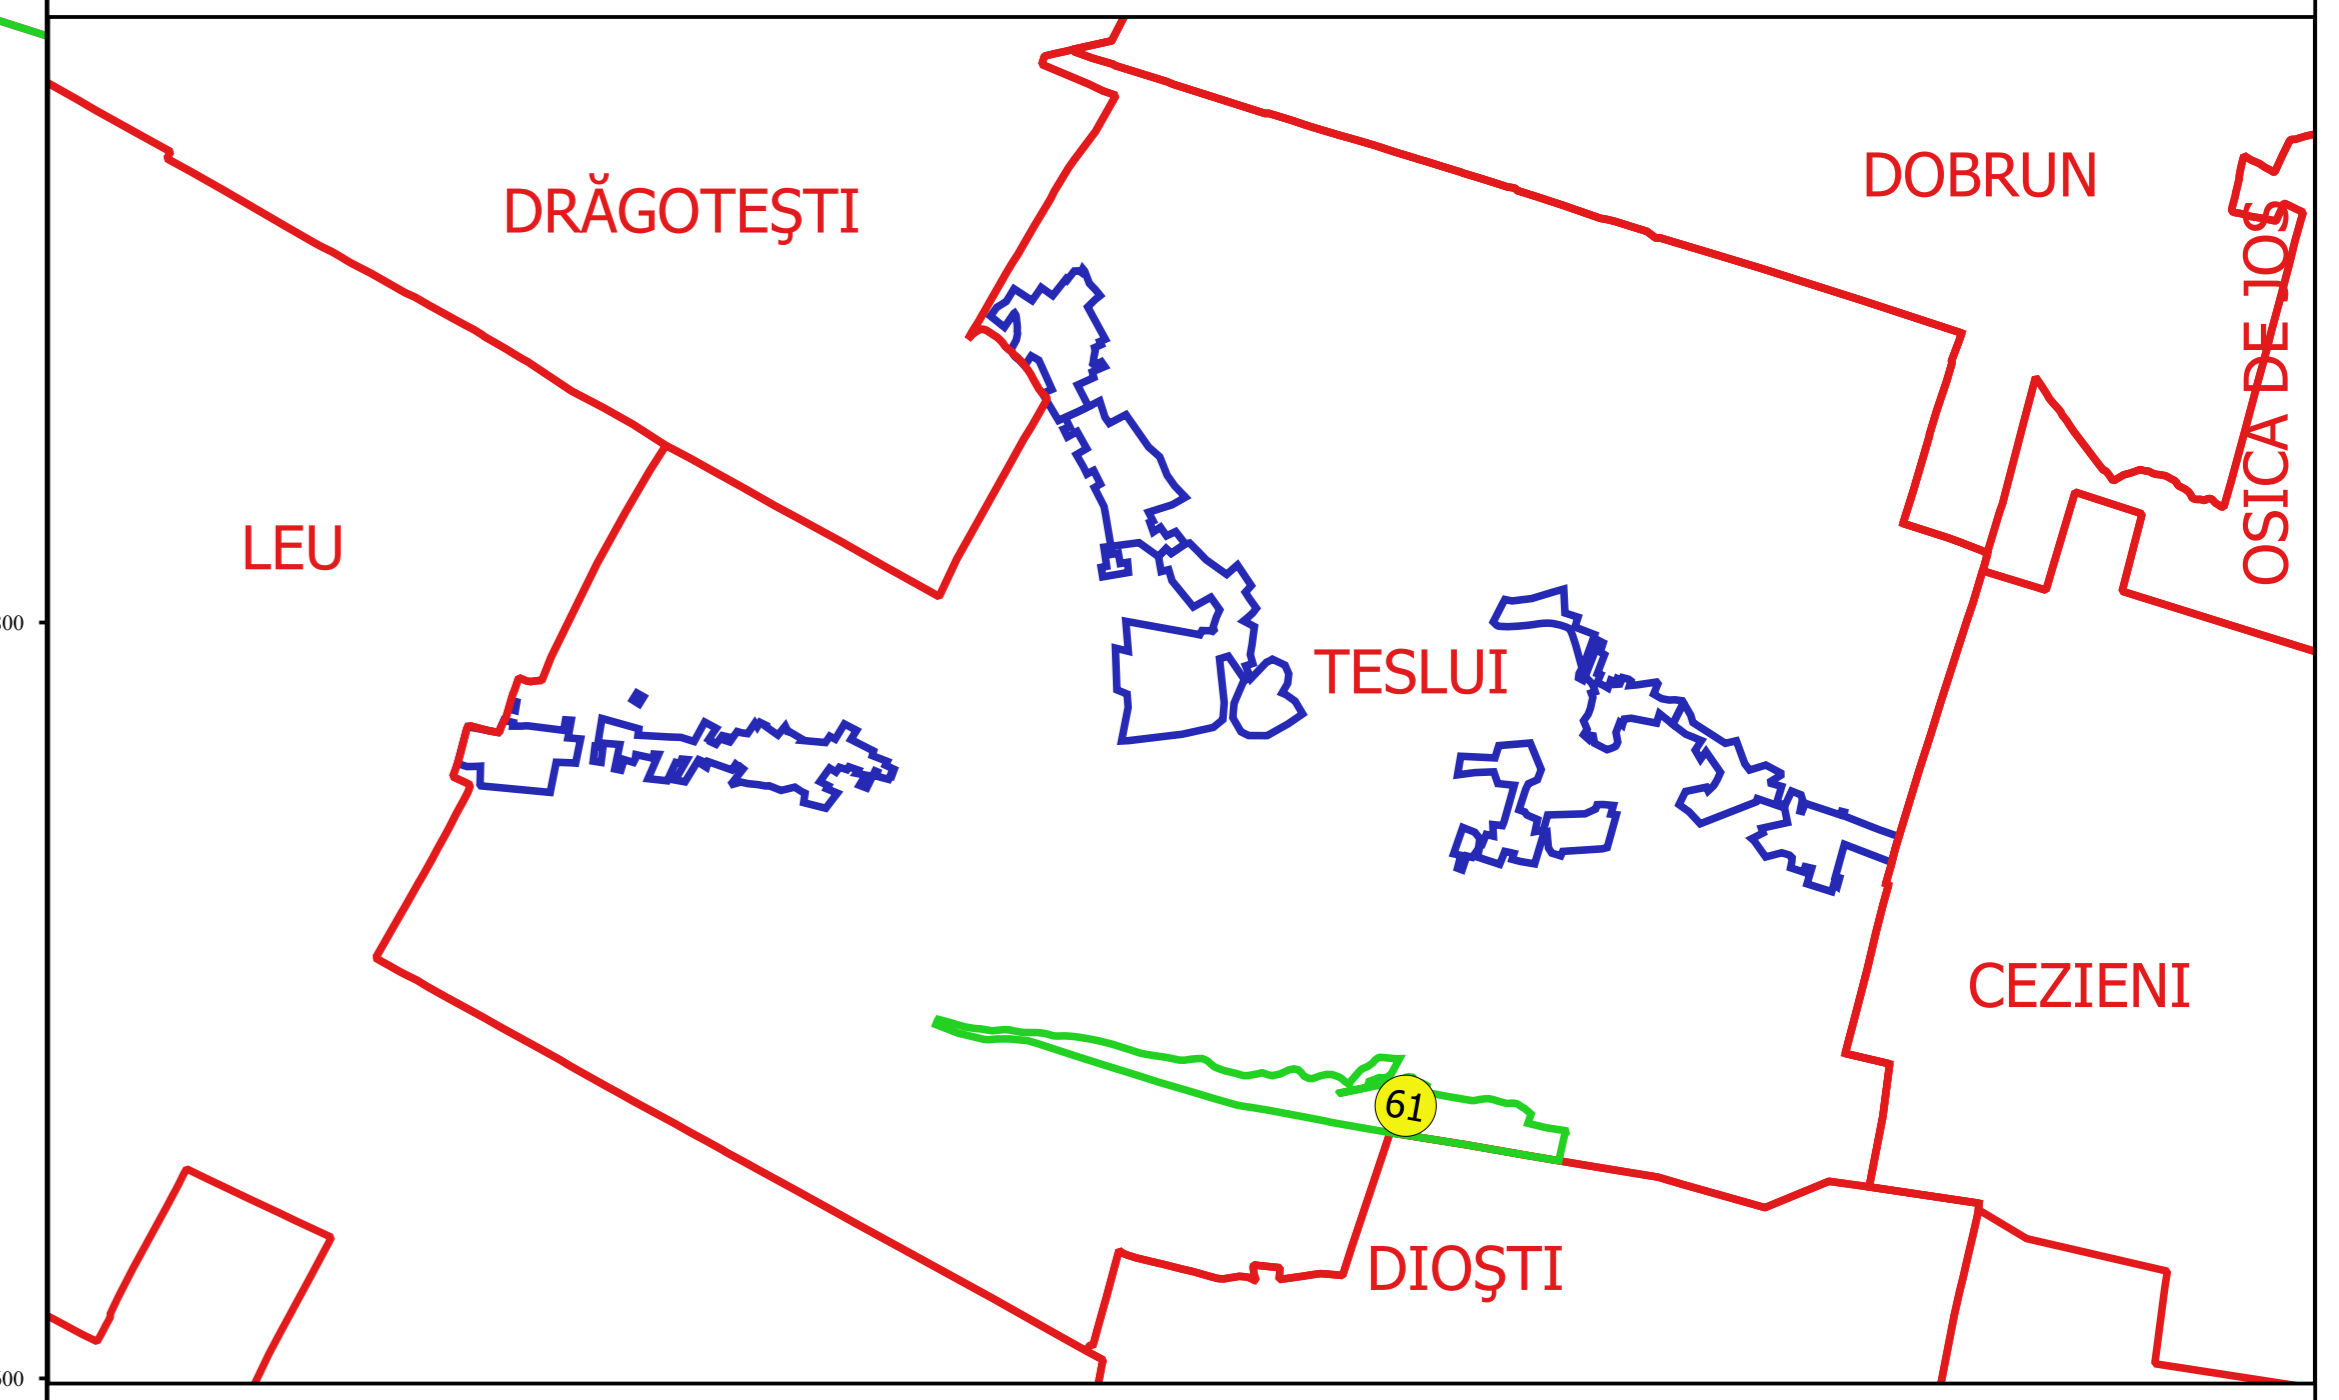 DOBRUN
DRĂGOTEŞTI
OSICA DE JOS
LEU
TESLUI
CEZIENI
61
DIOŞTI